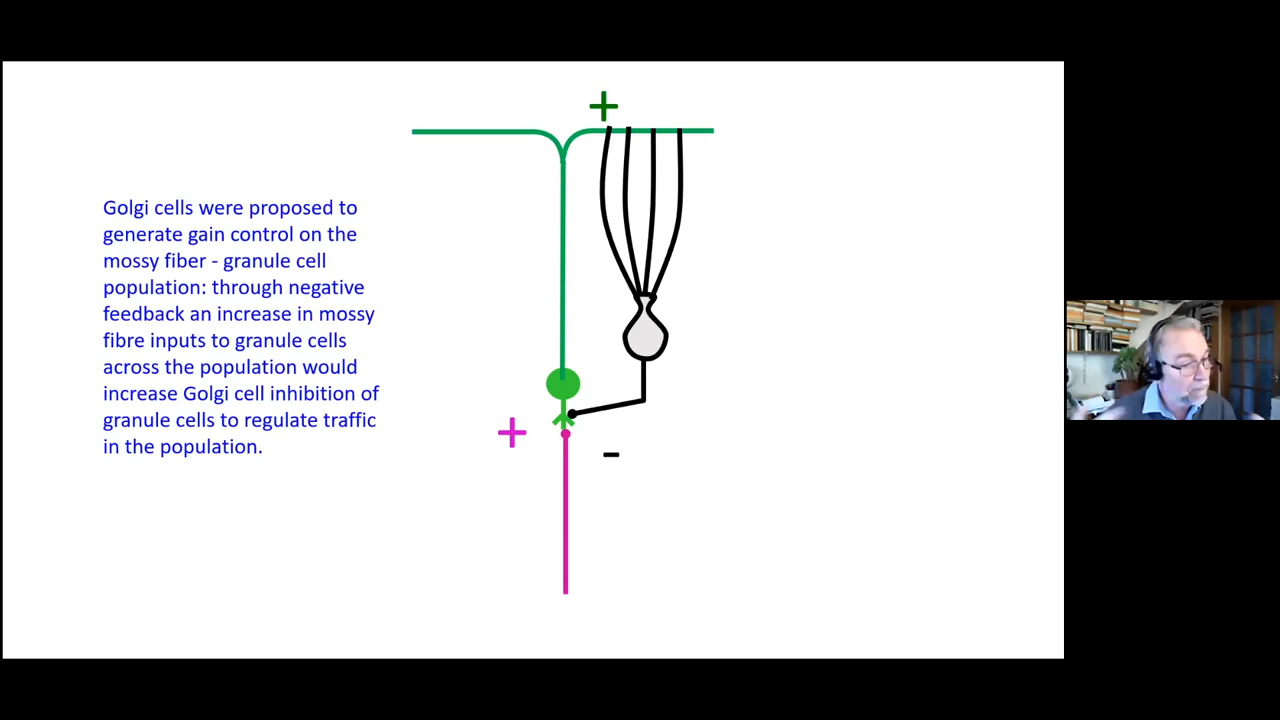 +
Golgi cells were proposed to
generate gain control on the
mossy fiber - granule cell
population: through negative
feedback an increase in mossy
fibre inputs to granule cells
across the population would
increase Golgi cell inhibition of
granule cells to regulate traffic
in the population.
+
-